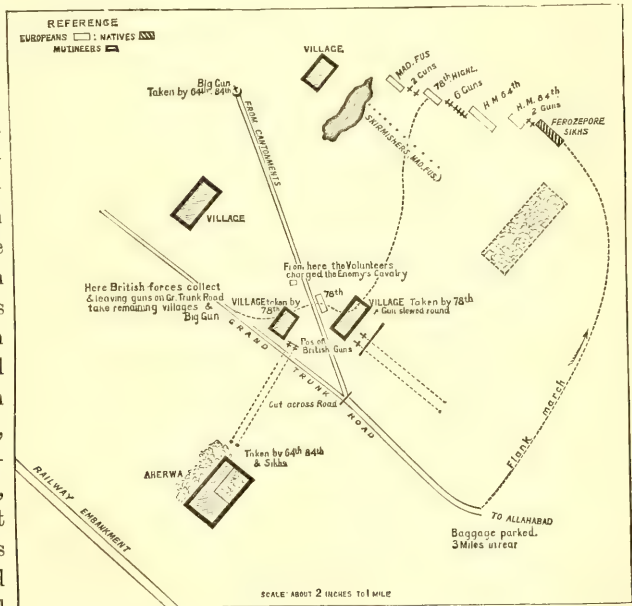 REFERENCE
EUROPEANS : NATIVES
MUTINEERS
VILLAGE
MAD. FUS
2 Guns
78th HIGHL.
6 Guns
H M 64th
H. M. 84th
2 Guns
FEROZEPORE
SIKHS
Big Gun
Taken by 64th. 84th
FROM CANTONMENTS
SKIRMISHERS MAD. FUS.
VILLAGE
From here the Volunteers
charged the Enemy's Cavalry
Here British forces collect
& leaving guns on Gr. Trunk Road
take remaining villages &
Big Gun
VILLAGE taken by
78th
78th
VILLAGE Taken by 78th
Gun slewed round
Pos of
British Guns
GRAND TRUNK ROAD
Cut across Road
Flank march
AHERWA
Taken by 64th 84th
& Sikhs
RAILWAY EMBANKMENT
TO ALLAHABAD
Baggage parked.
3 Miles in rear
SCALE ABOUT 2 INCHES TO 1 MILE